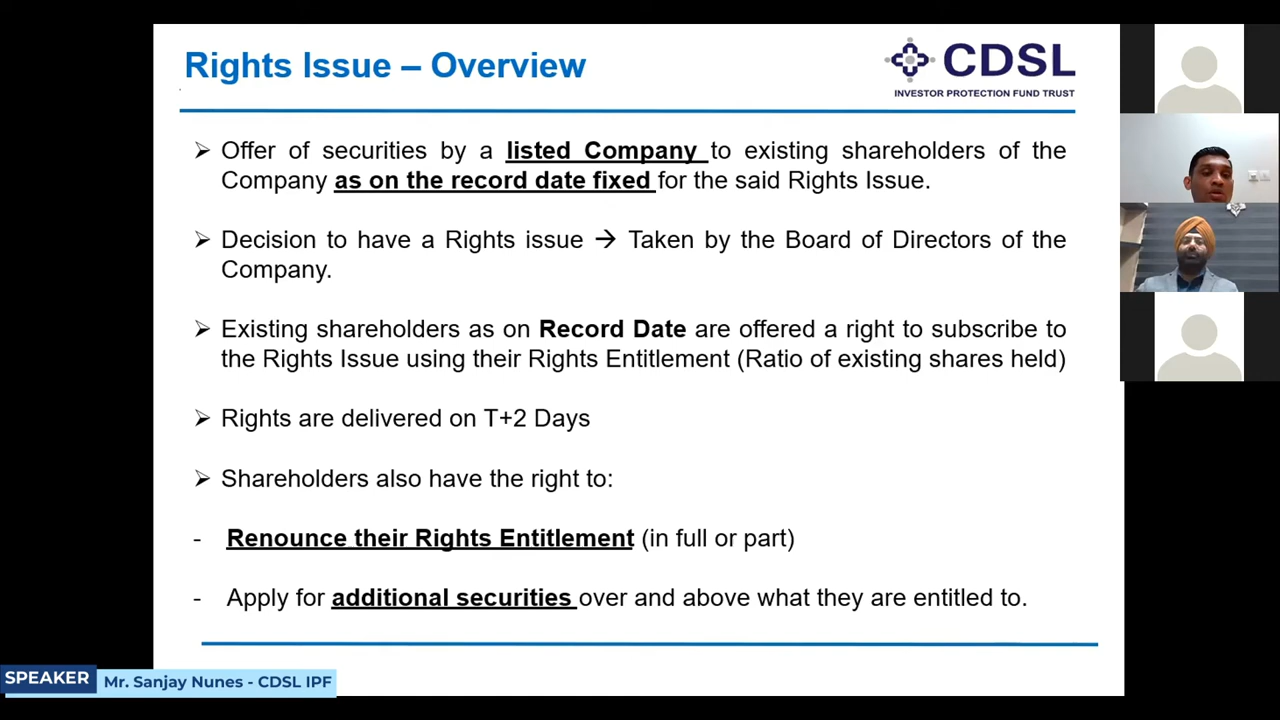 Rights Issue – Overview
CDSL
INVESTOR PROTECTION FUND TRUST
➢ Offer of securities by a listed Company to existing shareholders of the
Company as on the record date fixed for the said Rights Issue.
➢ Decision to have a Rights issue → Taken by the Board of Directors of the
Company.
➢ Existing shareholders as on Record Date are offered a right to subscribe to
the Rights Issue using their Rights Entitlement (Ratio of existing shares held)
➢ Rights are delivered on T+2 Days
➢ Shareholders also have the right to:
- Renounce their Rights Entitlement (in full or part)
- Apply for additional securities over and above what they are entitled to.
SPEAKER Mr. Sanjay Nunes - CDSL IPF